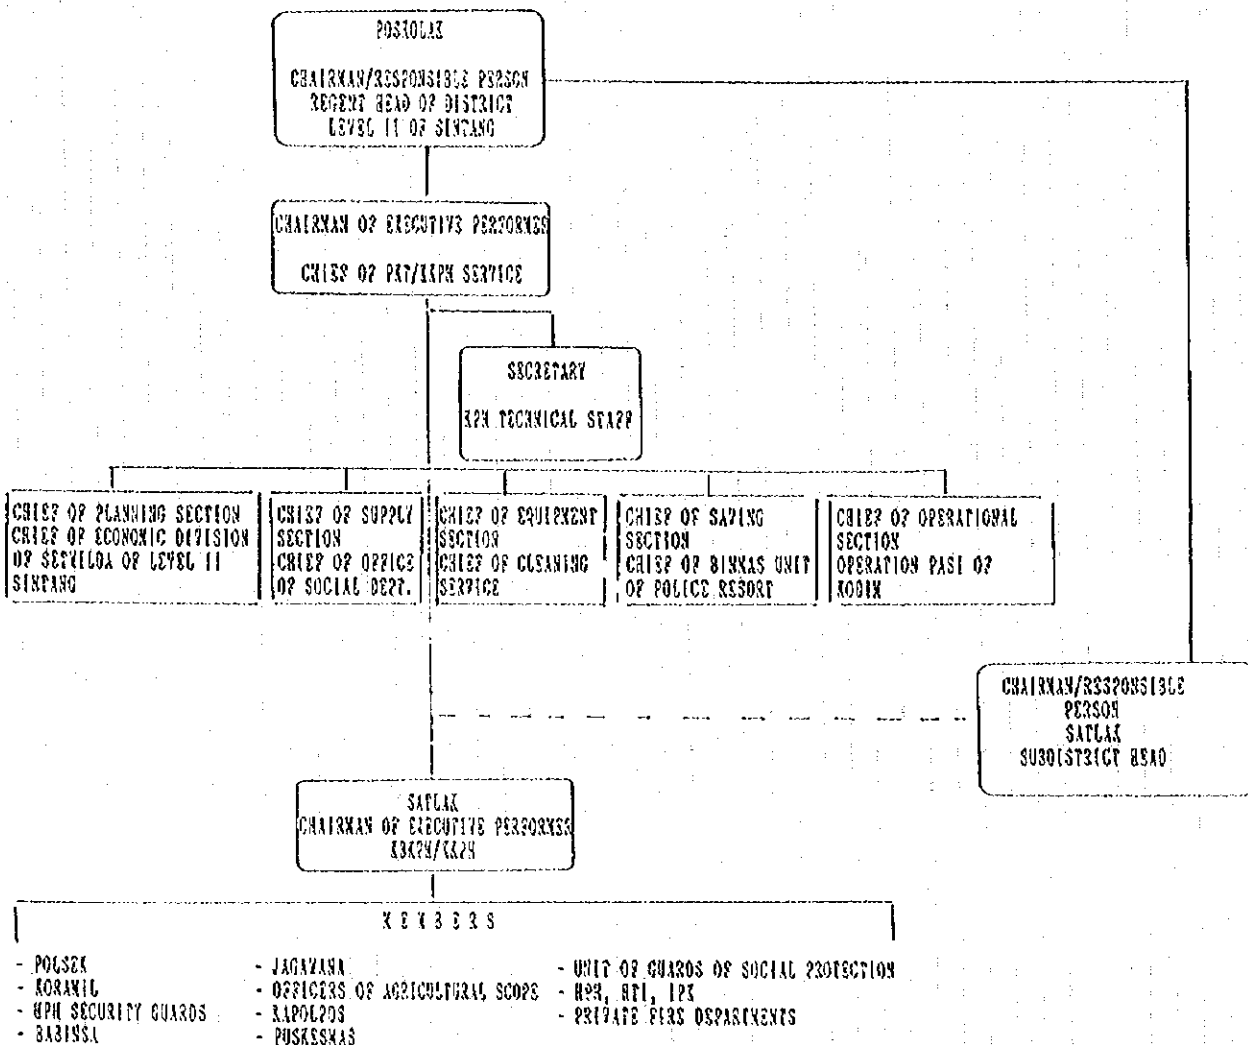 POSKOLAK
CHAIRMAN/RESPONSIBLE PERSON
REGENT HEAD OF DISTRICT
LEVEL II OF SINTANG
CHAIRMAN OF EXECUTIVE PERFORMES
CHIEF OF PKT/KKPH SERVICE
SECRETARY
KPH TECHNICAL STAFF
CHIEF OF PLANNING SECTION
CHIEF OF ECONOMIC DIVISION
OF SETWILDA OF LEVEL II
SINTANG
CHIEF OF SUPPLY
SECTION
CHIEF OF OFFICE
OF SOCIAL DEPT.
CHIEF OF EQUIPMENT
SECTION
CHIEF OF CLEANING
SERVICE
CHIEF OF SAVING
SECTION
CHIEF OF BINMAS UNIT
OF POLICE RESORT
CHIEF OF OPERATIONAL
SECTION
OPERATION PASI OF
KODIM
CHAIRMAN/RESPONSIBLE
PERSON
SATLAK
SUBDISTRICT HEAD
SATLAK
CHAIRMAN OF EXECUTIVE PERFORMES
KBKPH/KKPH
M E M B E R S
- POLSEK
- KORAMIL
- HPH SECURITY GUARDS
- BABINSA
- JAGAWANA
- OFFICERS OF AGRICULTURAL SCOPE
- KAPOLPOS
- PUSKESMAS
- UNIT OF GUARDS OF SOCIAL PROTECTION
- HPH, HTI, IPK
- PRIVATE FIRE DEPARTMENTS